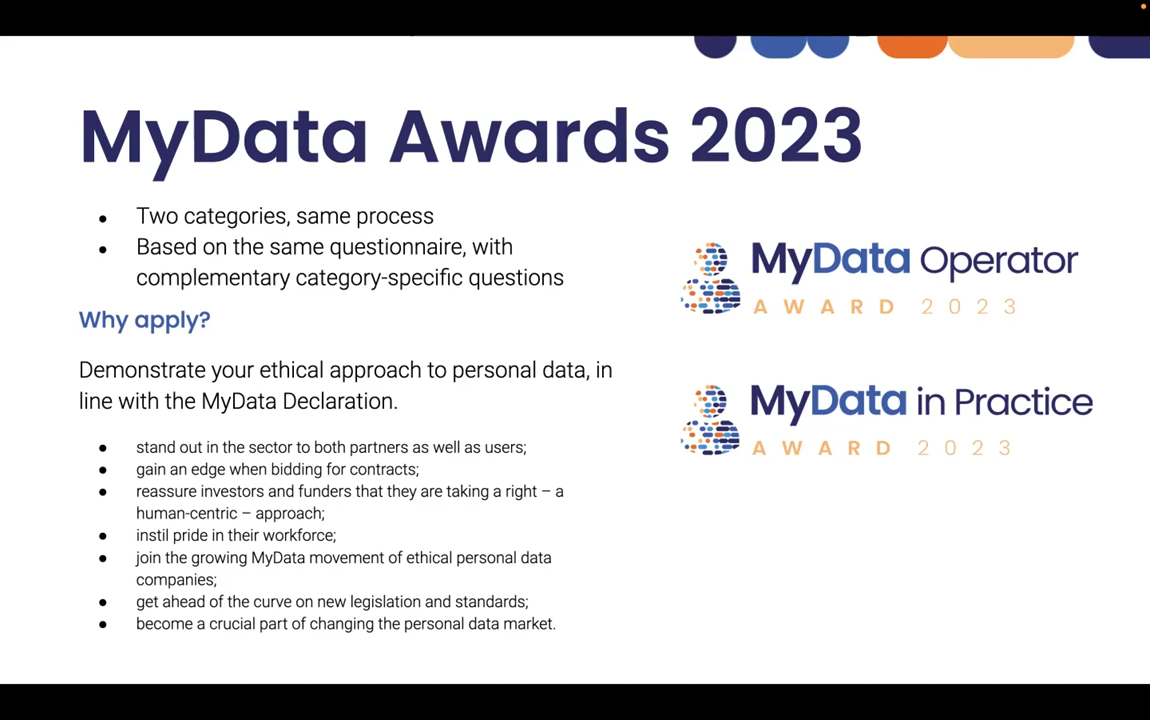 MyData Awards 2023
● Two categories, same process
● Based on the same questionnaire, with
complementary category-specific questions
Why apply?
Demonstrate your ethical approach to personal data, in
line with the MyData Declaration.
● stand out in the sector to both partners as well as users;
● gain an edge when bidding for contracts;
● reassure investors and funders that they are taking a right – a
human-centric – approach;
● instil pride in their workforce;
● join the growing MyData movement of ethical personal data
companies;
● get ahead of the curve on new legislation and standards;
● become a crucial part of changing the personal data market.
MyData Operator
AWARD 2023
MyData in Practice
AWARD 2023